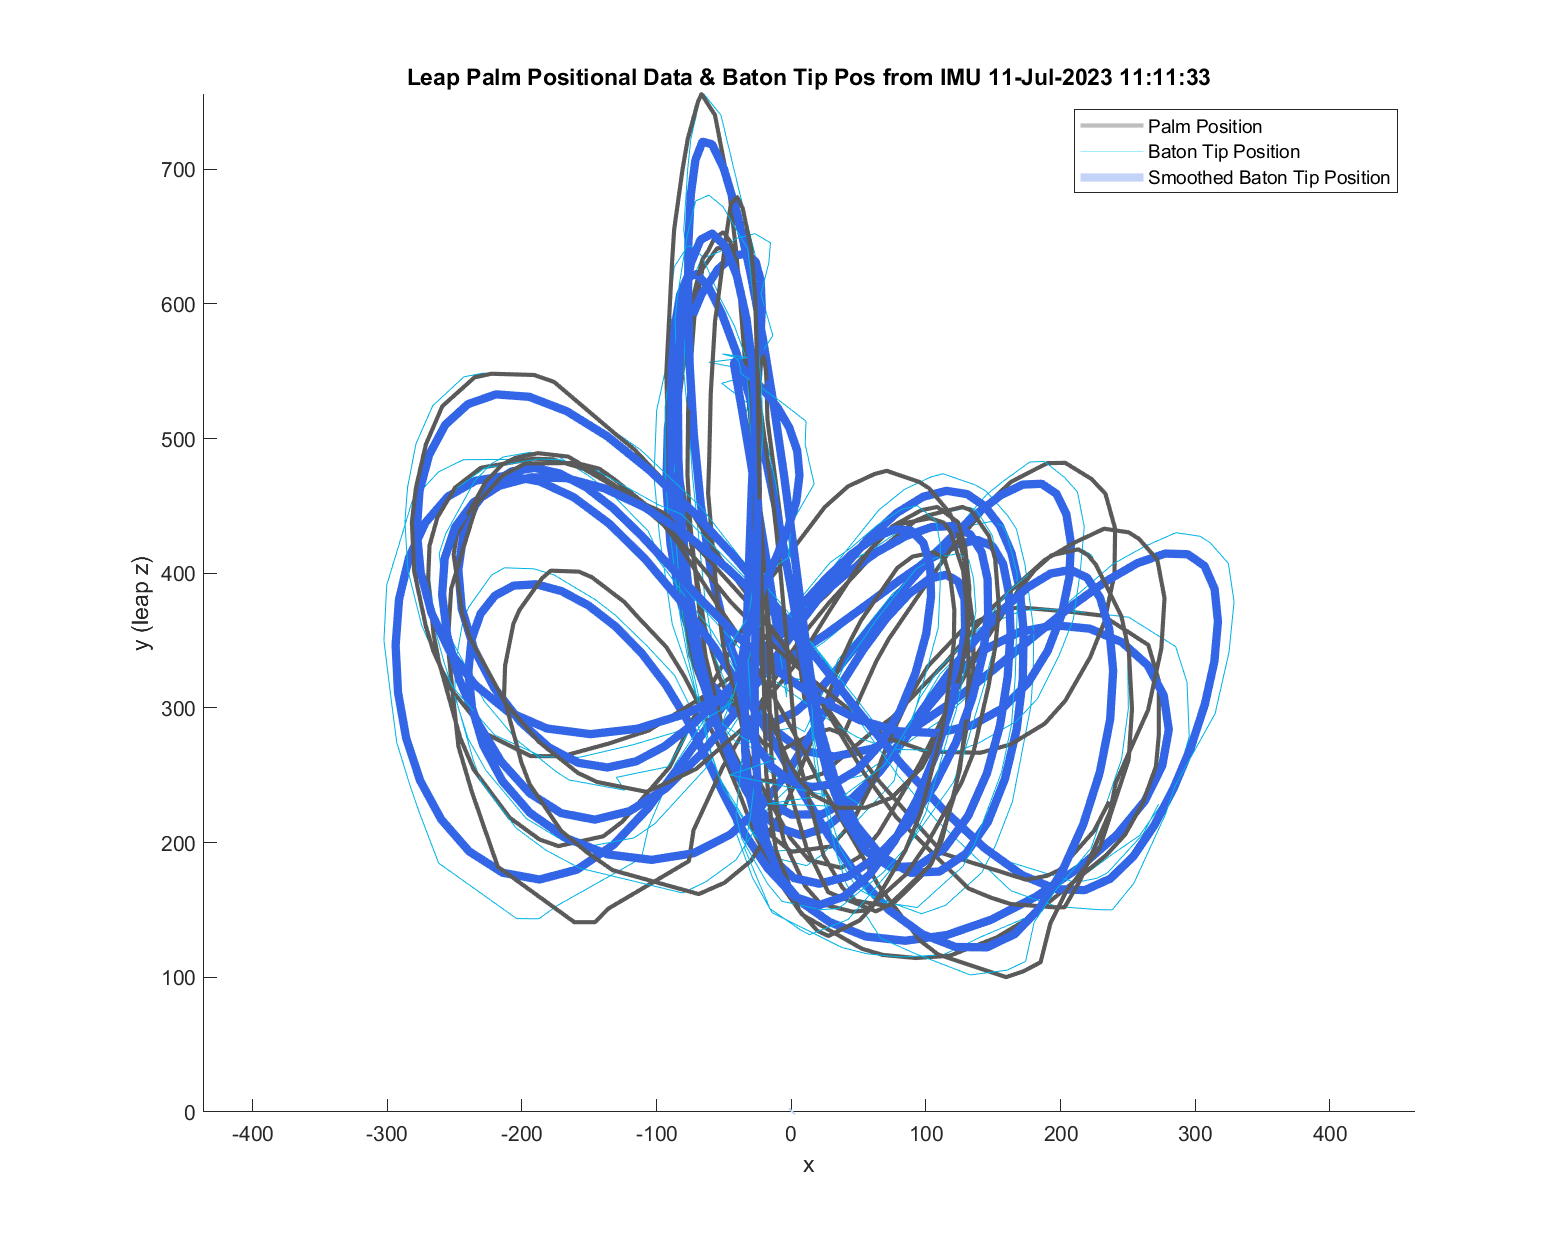 Leap Palm Positional Data & Baton Tip Pos from IMU 11-Jul-2023 11:11:33
Palm Position
Baton Tip Position
Smoothed Baton Tip Position
700
600
500
400
300
200
100
0
y (leap z)
-400 -300 -200 -100 0 100 200 300 400
x